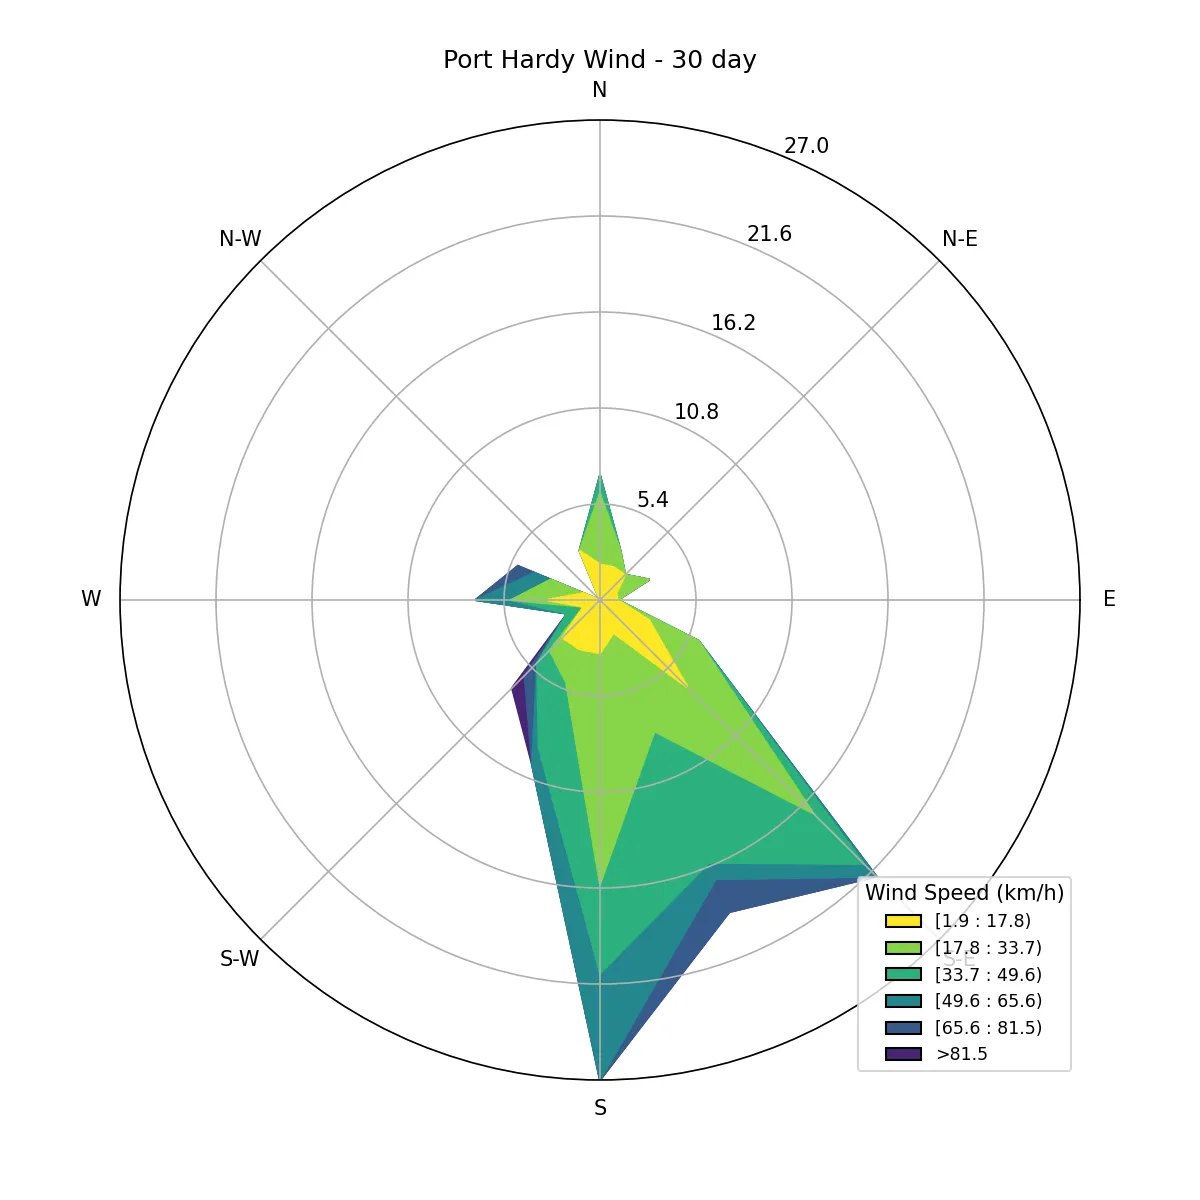 Port Hardy Wind - 30 day
N
27.0
N-W
21.6
N-E
16.2
10.8
5.4
W
E
Wind Speed (km/h)
[1.9 : 17.8)
[17.8 : 33.7)
S-W
S-E
[33.7 : 49.6)
[49.6 : 65.6)
[65.6 : 81.5)
>81.5
S